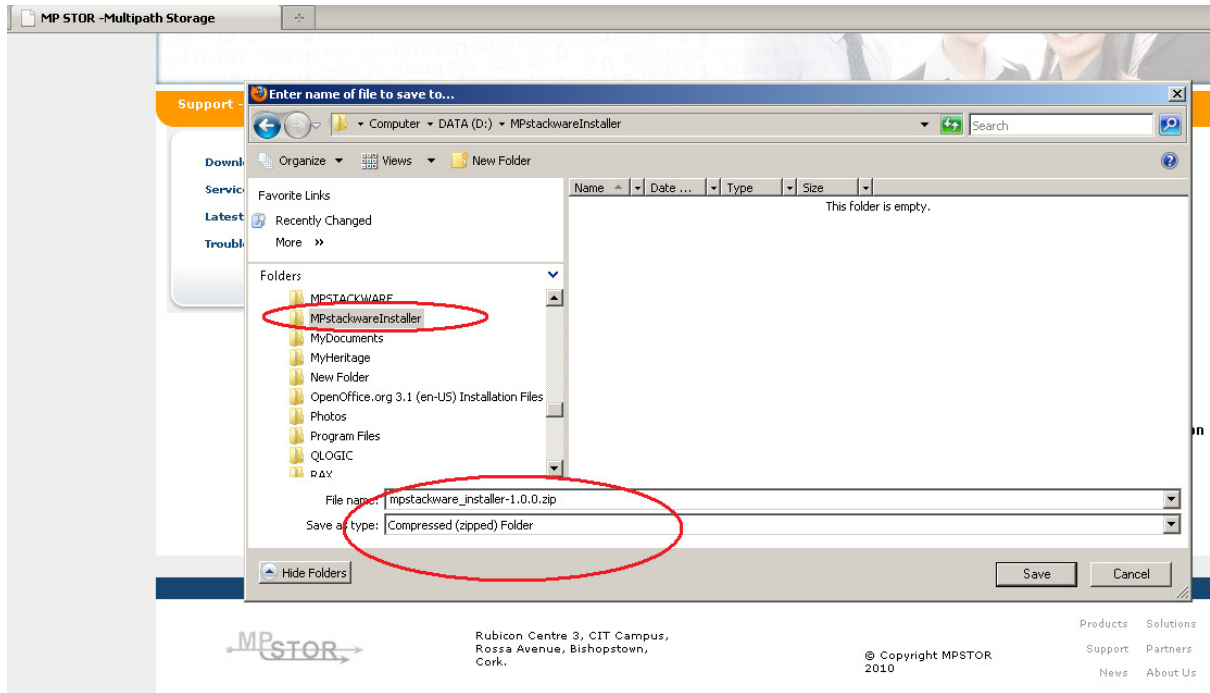 MP STOR -Multipath Storage
Support -
Enter name of file to save to...
Computer DATA (D:) MPstackwareInstaller
Search
Organize Views New Folder
Favorite Links
Recently Changed
More »
Folders
MPSTACKWARE
MPstackwareInstaller
MyDocuments
MyHeritage
New Folder
OpenOffice.org 3.1 (en-US) Installation Files
Photos
Program Files
QLOGIC
RAX
Name Date ... Type Size
This folder is empty.
Downl
Servic
Latest
Troubl
File name: mpstackware_installer-1.0.0.zip
Save as type: Compressed (zipped) Folder
Hide Folders
Save Cancel
on
MPSTOR
Rubicon Centre 3, CIT Campus,
Rossa Avenue, Bishopstown,
Cork.
© Copyright MPSTOR
2010
Products Solutions
Support Partners
News About Us